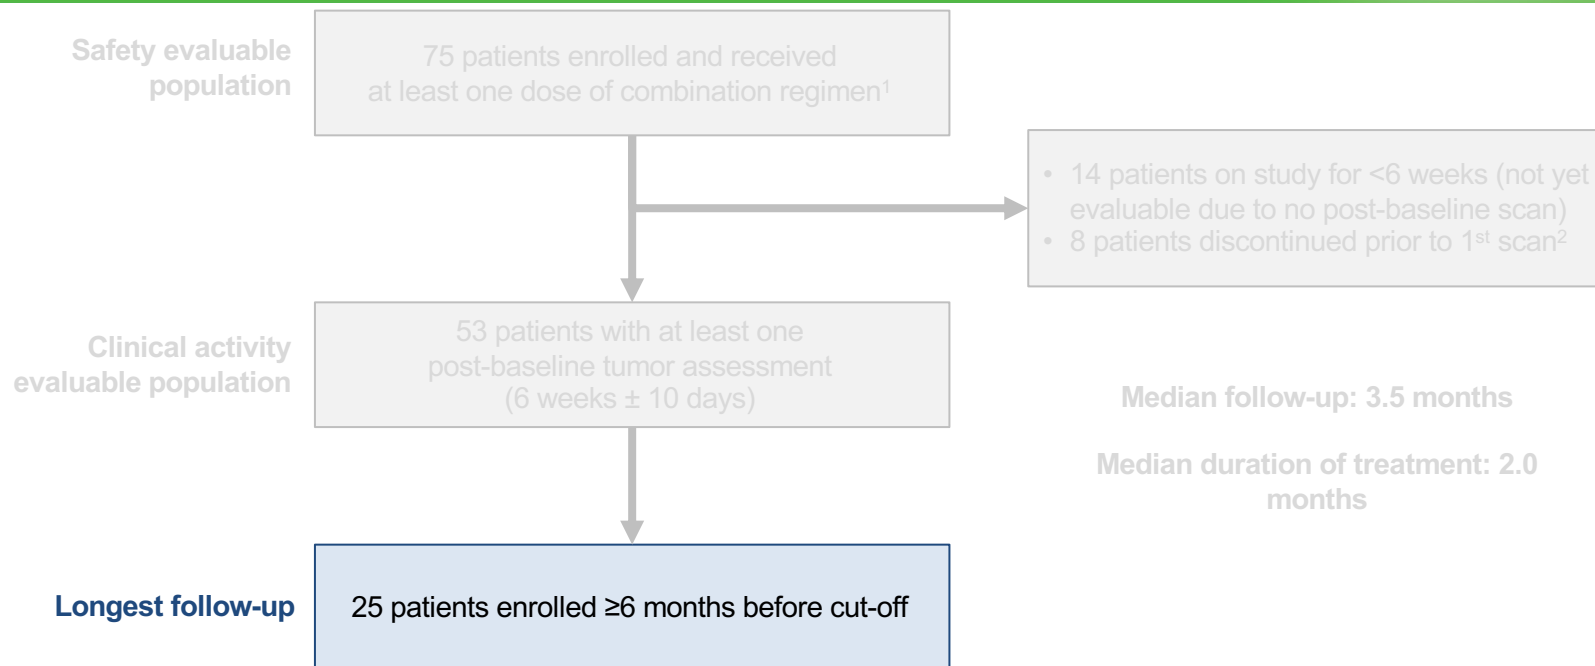 Safety evaluable
population
75 patients enrolled and received
at least one dose of combination regimen¹
• 14 patients on study for <6 weeks (not yet
evaluable due to no post-baseline scan)
• 8 patients discontinued prior to 1st scan²
Clinical activity
evaluable population
53 patients with at least one
post-baseline tumor assessment
(6 weeks ± 10 days)
Median follow-up: 3.5 months
Median duration of treatment: 2.0
months
Longest follow-up
25 patients enrolled ≥6 months before cut-off